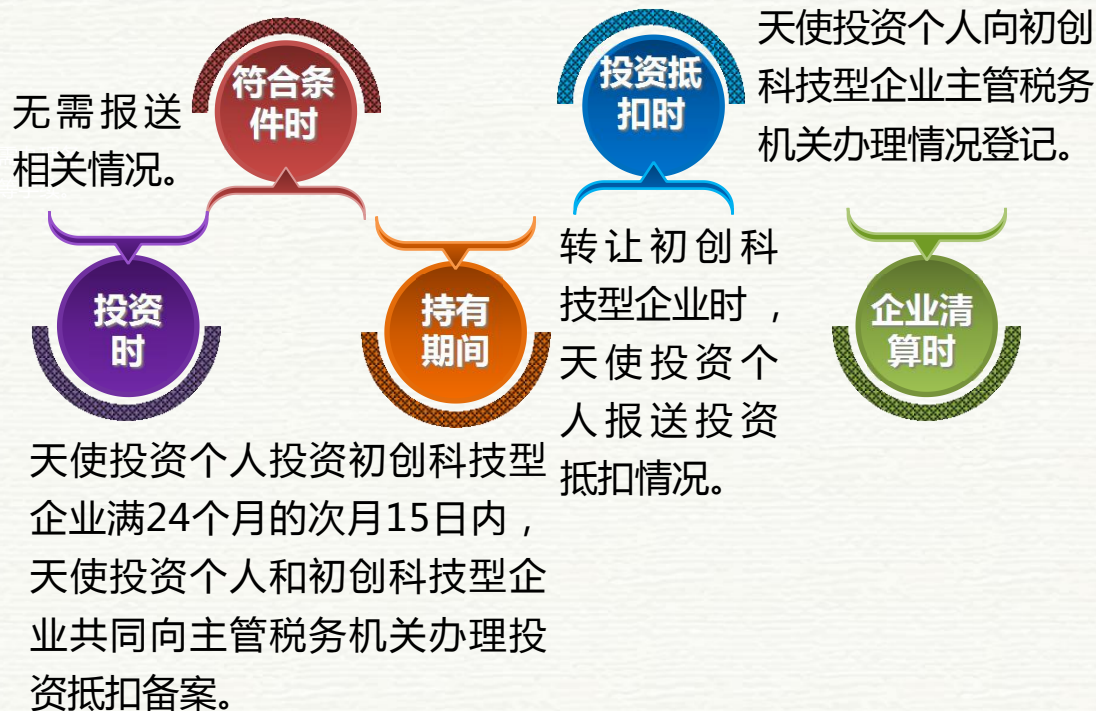 无需报送
相关情况。
符合条
件时
投资
时
天使投资个人投资初创科技型
企业满24个月的次月15日内，
天使投资个人和初创科技型企
业共同向主管税务机关办理投
资抵扣备案。
持有
期间
投资抵
扣时
转让初创科
技型企业时，
天使投资个
人报送投资
抵扣情况。
天使投资个人向初创
科技型企业主管税务
机关办理情况登记。
企业清
算时